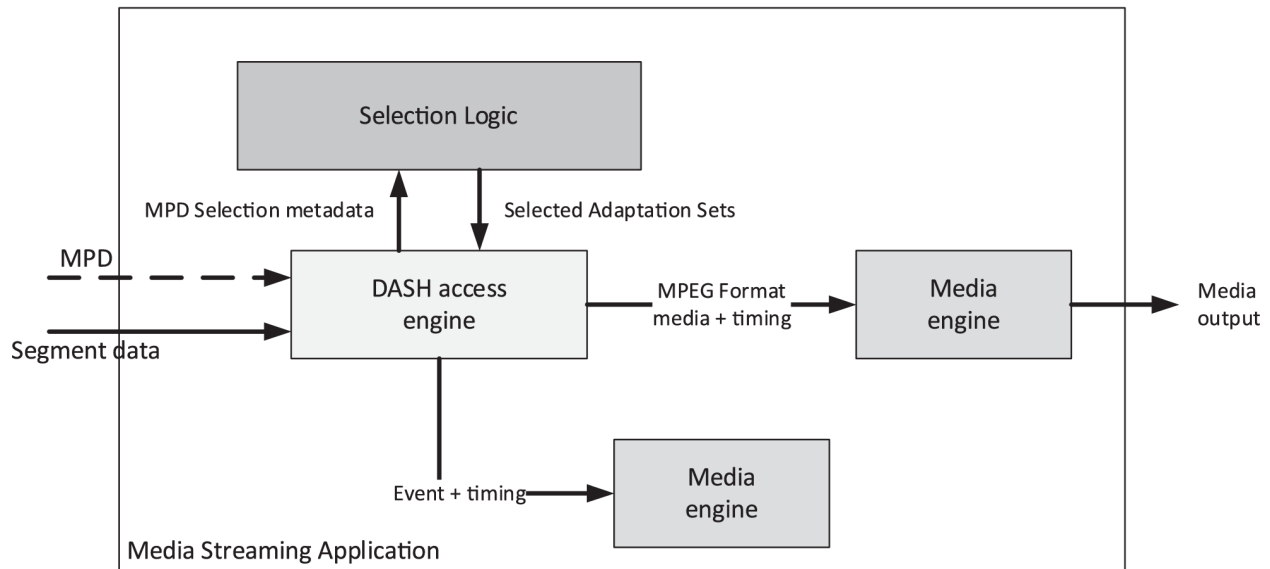 Selection Logic
MPD Selection metadata
Selected Adaptation Sets
MPD
DASH access
engine
MPEG Format
media + timing
Media
engine
Media
output
Segment data
Event + timing
Media
engine
Media Streaming Application